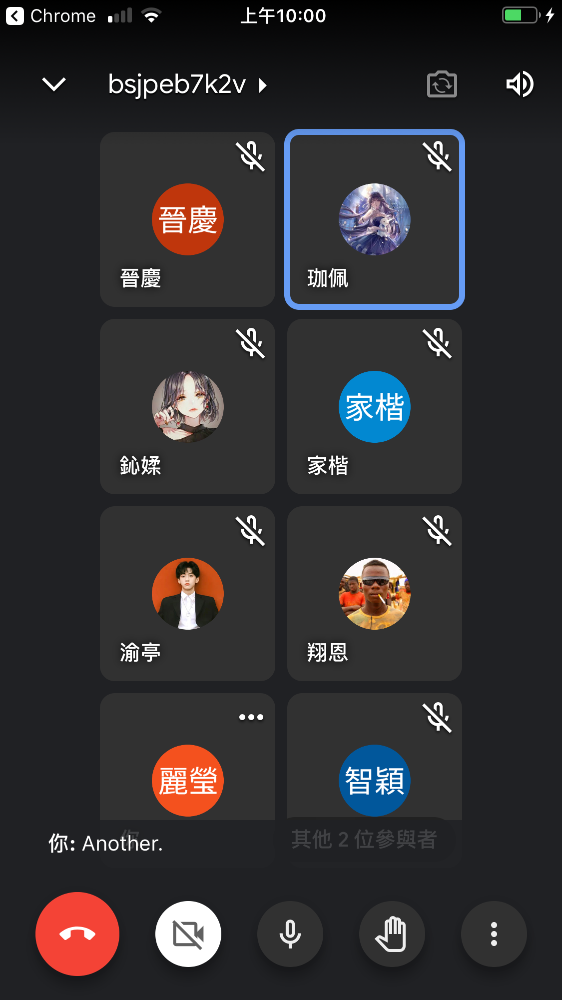 Chrome 上午10:00
bsjpeb7k2v
晉慶
晉慶
珈佩
鈊媃
家楷
家楷
渝亭
翔恩
麗瑩
智穎
你
其他 2 位參與者
你: Another.